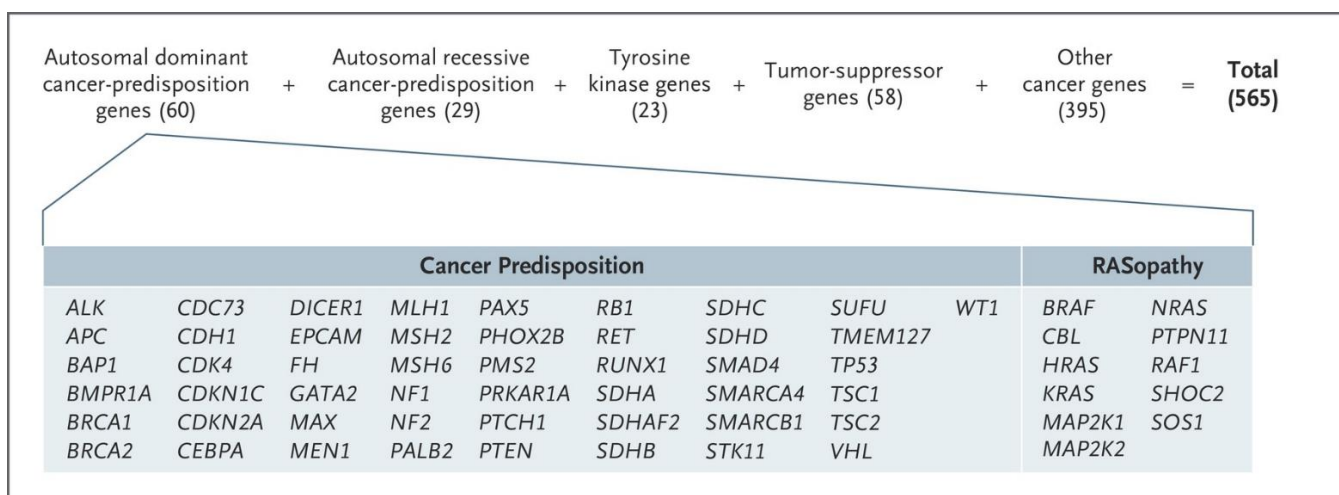 Autosomal dominant
cancer-predisposition
genes (60)
+
Autosomal recessive
cancer-predisposition
genes (29)
+
Tyrosine
kinase genes
(23)
+
Tumor-suppressor
genes (58)
+
Other
cancer genes
(395)
=
Total
(565)
Cancer Predisposition RASopathy
ALK CDC73 DICER1 MLH1 PAX5 RB1 SDHC SUFU WT1 BRAF NRAS
APC CDH1 EPCAM MSH2 PHOX2B RET SDHD TMEM127 CBL PTPN11
BAP1 CDK4 FH MSH6 PMS2 RUNX1 SMAD4 TP53 HRAS RAF1
BMPR1A CDKN1C GATA2 NF1 PRKAR1A SDHA SMARCA4 TSC1 KRAS SHOC2
BRCA1 CDKN2A MAX NF2 PTCH1 SDHAF2 SMARCB1 TSC2 MAP2K1 SOS1
BRCA2 CEBPA MEN1 PALB2 PTEN SDHB STK11 VHL MAP2K2